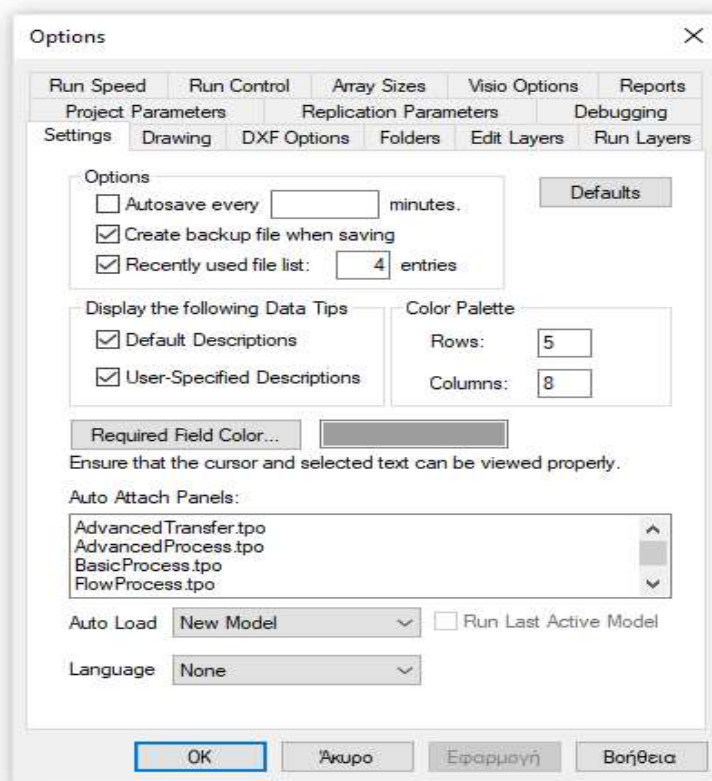 Options
Run Speed Run Control Array Sizes Visio Options Reports
Project Parameters Replication Parameters Debugging
Settings Drawing DXF Options Folders Edit Layers Run Layers
Options
Autosave every minutes.
Create backup file when saving
Recently used file list: 4 entries
Defaults
Display the following Data Tips
Default Descriptions
User-Specified Descriptions
Color Palette
Rows: 5
Columns: 8
Required Field Color...
Ensure that the cursor and selected text can be viewed properly.
Auto Attach Panels:
AdvancedTransfer.tpo
AdvancedProcess.tpo
BasicProcess.tpo
FlowProcess.tpo
Auto Load New Model Run Last Active Model
Language None
OK Άκυρο Εφαρμογή Βοήθεια